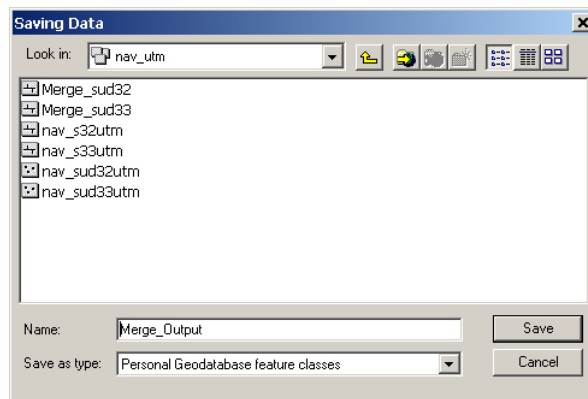 Saving Data
Look in: nav_utm
Merge_sud32
Merge_sud33
nav_s32utm
nav_s33utm
nav_sud32utm
nav_sud33utm
Name: Merge_Output Save
Save as type: Personal Geodatabase feature classes Cancel